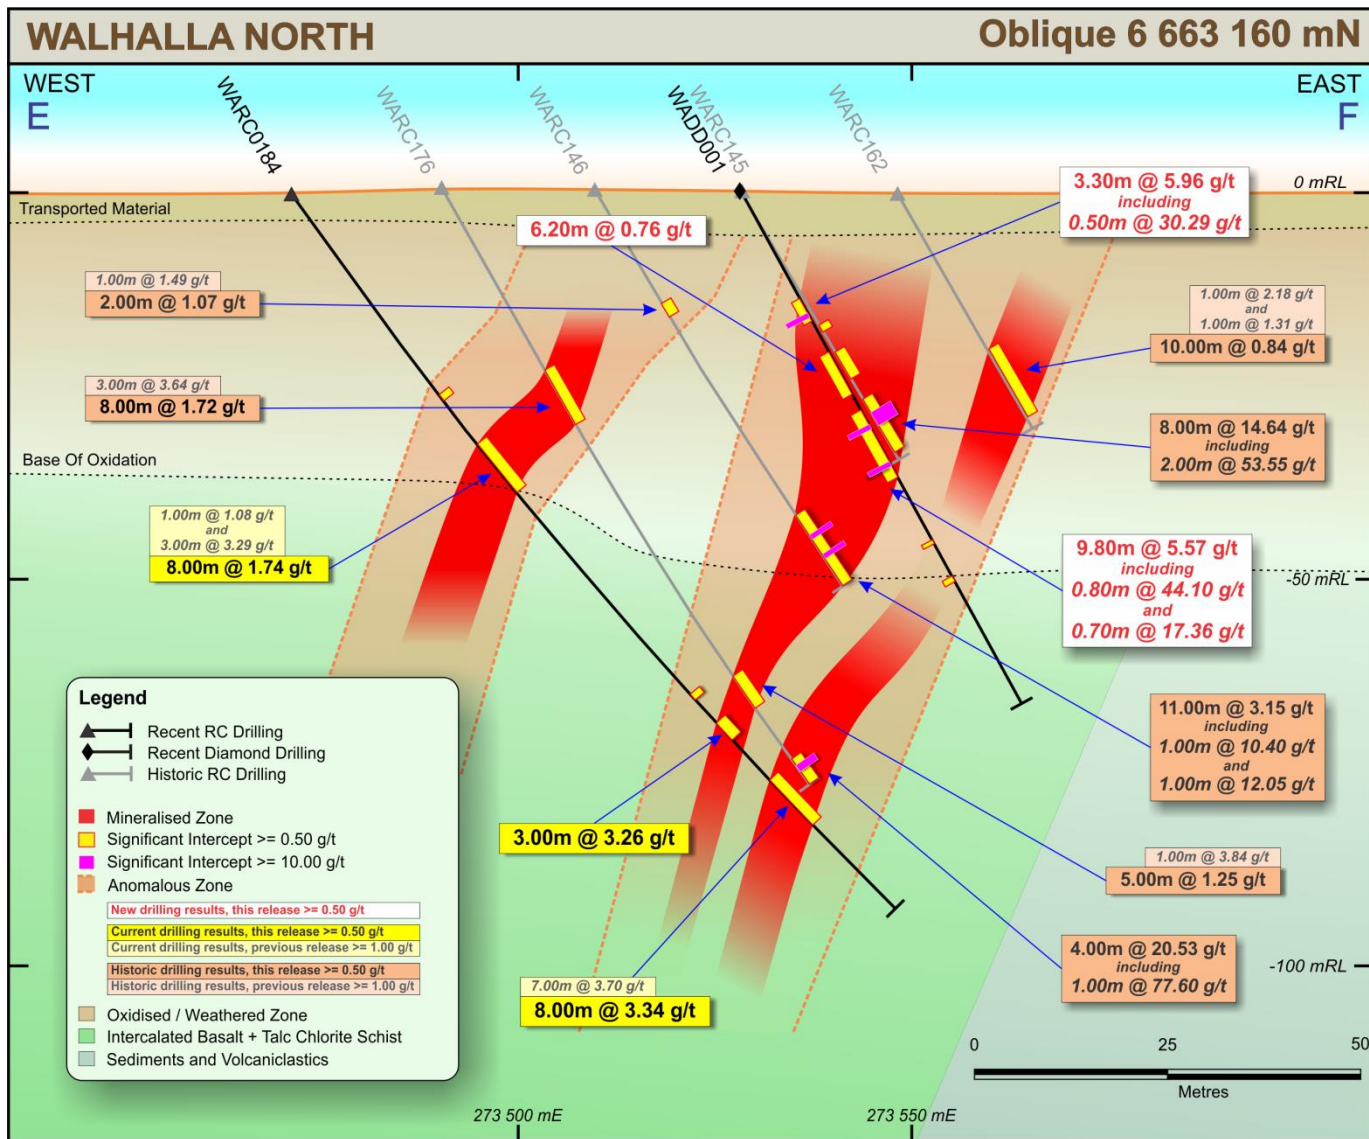 WALHALLA NORTH
Oblique 6 663 160 mN
WEST
E
EAST
F
WARC0184
WARC176
WARC146
WARC145
WADD001
WARC162
0 mRL
Transported Material
3.30m @ 5.96 g/t
including
0.50m @ 30.29 g/t
6.20m @ 0.76 g/t
1.00m @ 1.49 g/t
2.00m @ 1.07 g/t
1.00m @ 2.18 g/t
and
1.00m @ 1.31 g/t
10.00m @ 0.84 g/t
3.00m @ 3.64 g/t
8.00m @ 1.72 g/t
8.00m @ 14.64 g/t
including
2.00m @ 53.55 g/t
Base Of Oxidation
1.00m @ 1.08 g/t
and
3.00m @ 3.29 g/t
8.00m @ 1.74 g/t
9.80m @ 5.57 g/t
including
0.80m @ 44.10 g/t
and
0.70m @ 17.36 g/t
-50 mRL
11.00m @ 3.15 g/t
including
1.00m @ 10.40 g/t
and
1.00m @ 12.05 g/t
3.00m @ 3.26 g/t
1.00m @ 3.84 g/t
5.00m @ 1.25 g/t
4.00m @ 20.53 g/t
including
1.00m @ 77.60 g/t
-100 mRL
7.00m @ 3.70 g/t
8.00m @ 3.34 g/t
Legend
Recent RC Drilling
Recent Diamond Drilling
Historic RC Drilling
Mineralised Zone
Significant Intercept >= 0.50 g/t
Significant Intercept >= 10.00 g/t
Anomalous Zone
New drilling results, this release >= 0.50 g/t
Current drilling results, this release >= 0.50 g/t
Current drilling results, previous release >= 1.00 g/t
Historic drilling results, this release >= 0.50 g/t
Historic drilling results, previous release >= 1.00 g/t
Oxidised / Weathered Zone
Intercalated Basalt + Talc Chlorite Schist
Sediments and Volcaniclastics
0
25
50
Metres
273 500 mE
273 550 mE